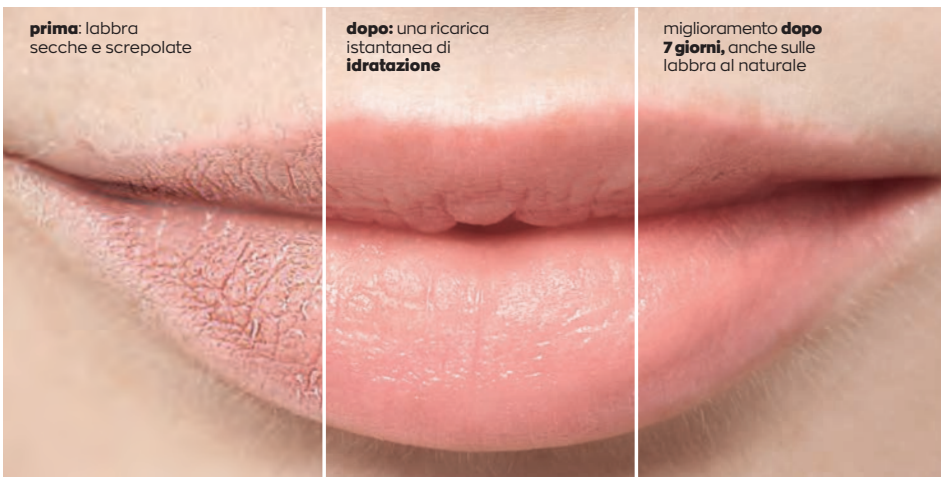 prima: labbra
secche e screpolate
dopo: una ricarica
istantanea di
idratazione
miglioramento dopo
7 giorni, anche sulle
labbra al naturale